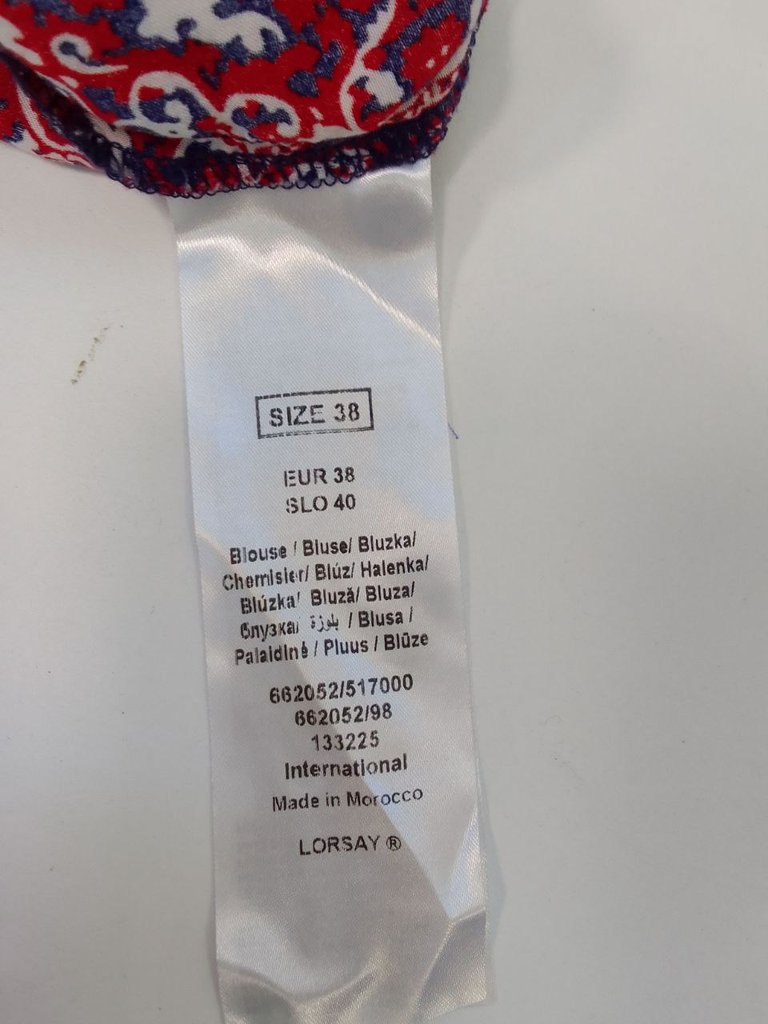 SIZE 38
EUR 38
SLO 40
Blouse / Bluse/ Bluzka/
Chemisier/ Blúz/ Halenka/
Blúzka/ Bluză/ Bluza/
блузка/ بلوزة / Blusa /
Palaidinė / Pluus / Blūze
662052/517000
662052/98
133225
International
Made in Morocco
LORSAY ®